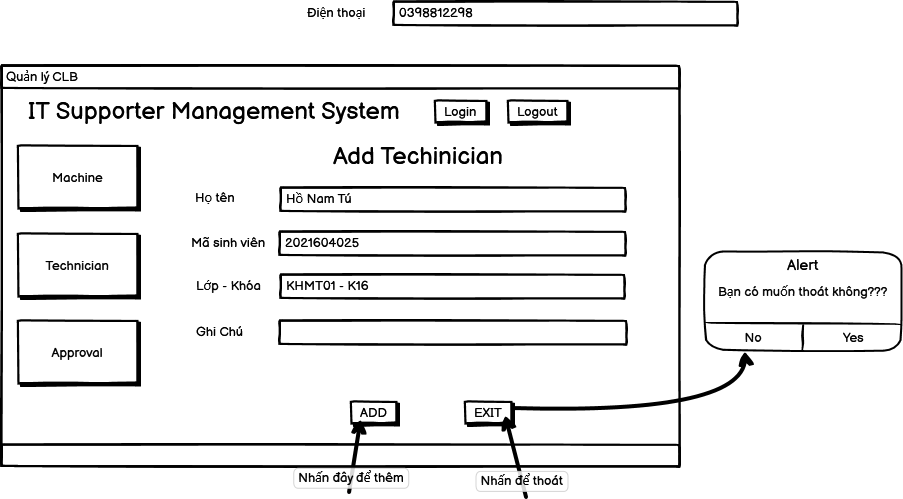 Điện thoại
0398812298
Quản lý CLB
IT Supporter Management System
Login
Logout
Machine
Add Techinician
Họ tên
Hồ Nam Tú
Mã sinh viên
2021604025
Technician
Lớp - Khóa
KHMT01 - K16
Ghi Chú
Approval
Alert
Bạn có muốn thoát không???
No
Yes
ADD
EXIT
Nhấn đây để thêm
Nhấn để thoát